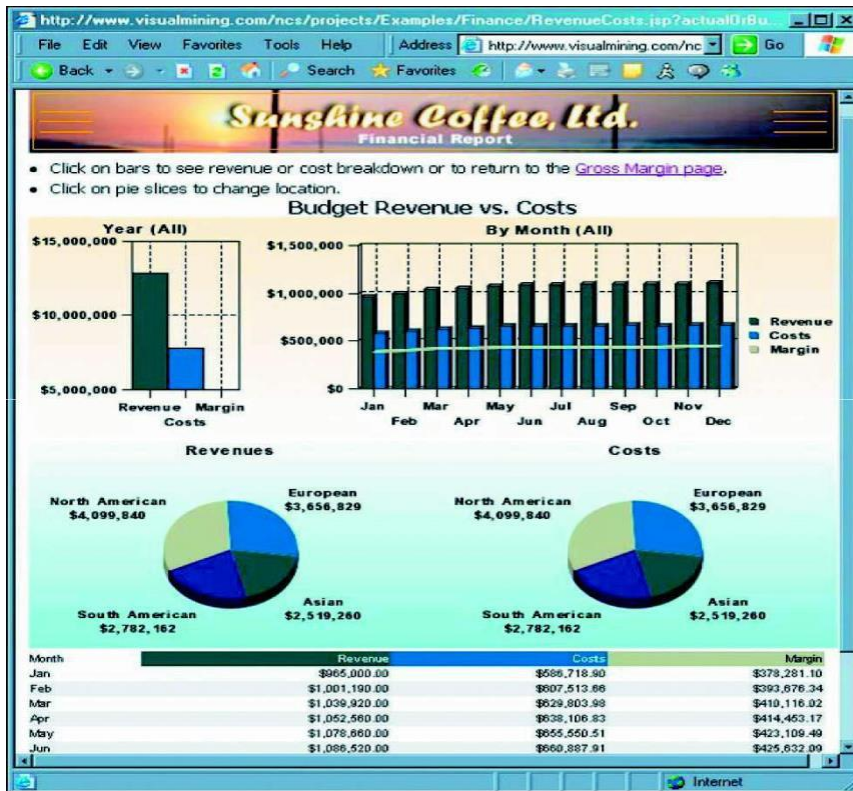 http://www.visualmining.com/ncs/projects/Examples/Finance/RevenueCosts.jsp?actualOrBu...
File Edit View Favorites Tools Help Address http://www.visualmining.com/nc Go
Back Search Favorites
Sunshine Coffee, Ltd.
Financial Report
• Click on bars to see revenue or cost breakdown or to return to the Gross Margin page.
• Click on pie slices to change location.
Budget Revenue vs. Costs
Year (All)
$15,000,000
$10,000,000
$5,000,000
Revenue Margin
Costs
By Month (All)
$1,500,000
$1,000,000
$500,000
$0
Jan Mar May Jul Sep Nov
Feb Apr Jun Aug Oct Dec
Revenue
Costs
Margin
Revenues
North American
$4,099,840
European
$3,656,829
South American
$2,782,162
Asian
$2,519,260
Costs
North American
$4,099,840
European
$3,656,829
South American
$2,782,162
Asian
$2,519,260
Month Revenue Costs Margin
Jan $965,000.00 $586,718.90 $378,281.10
Feb $1,001,190.00 $607,513.66 $393,676.34
Mar $1,039,920.00 $629,803.98 $410,116.02
Apr $1,052,560.00 $638,106.83 $414,453.17
May $1,078,660.00 $655,550.51 $423,109.49
Jun $1,086,520.00 $660,887.91 $425,632.09
Internet